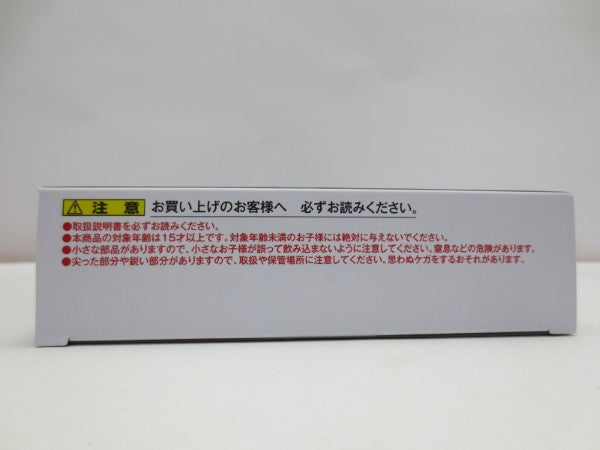 ⚠注意 お買い上げのお客様へ 必ずお読みください。
●取扱説明書を必ずお読みください。
●本商品の対象年齢は15才以上です。対象年齢未満のお子様には絶対に与えないでください。
●小さな部品がありますので、小さなお子様が誤って飲み込まないように注意してください。窒息などの危険があります。
●尖った部分や鋭い部分がありますので、取扱や保管場所に注意してください。思わぬケガをするおそれがあります。